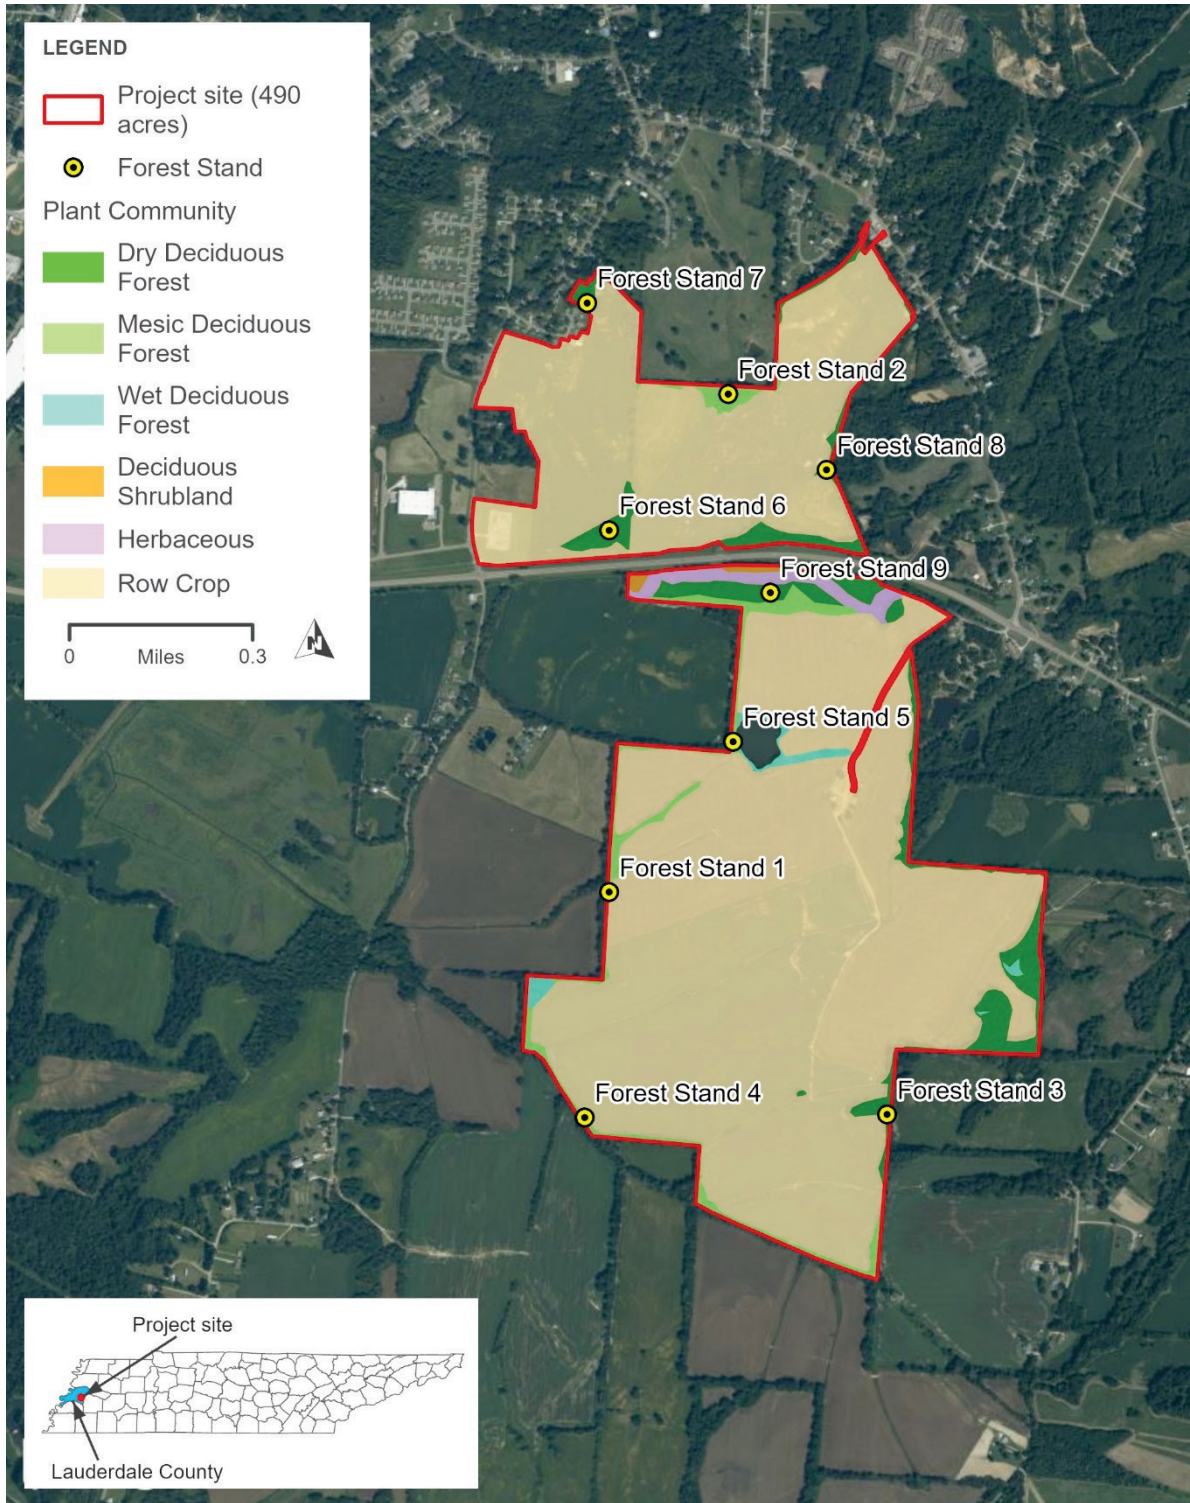 LEGEND
Project site (490
acres)
Forest Stand
Plant Community
Dry Deciduous
Forest
Mesic Deciduous
Forest
Wet Deciduous
Forest
Deciduous
Shrubland
Herbaceous
Row Crop
0 Miles 0.3
N
Forest Stand 7
Forest Stand 2
Forest Stand 8
Forest Stand 6
Forest Stand 9
Forest Stand 5
Forest Stand 1
Forest Stand 4
Forest Stand 3
Project site
Lauderdale County